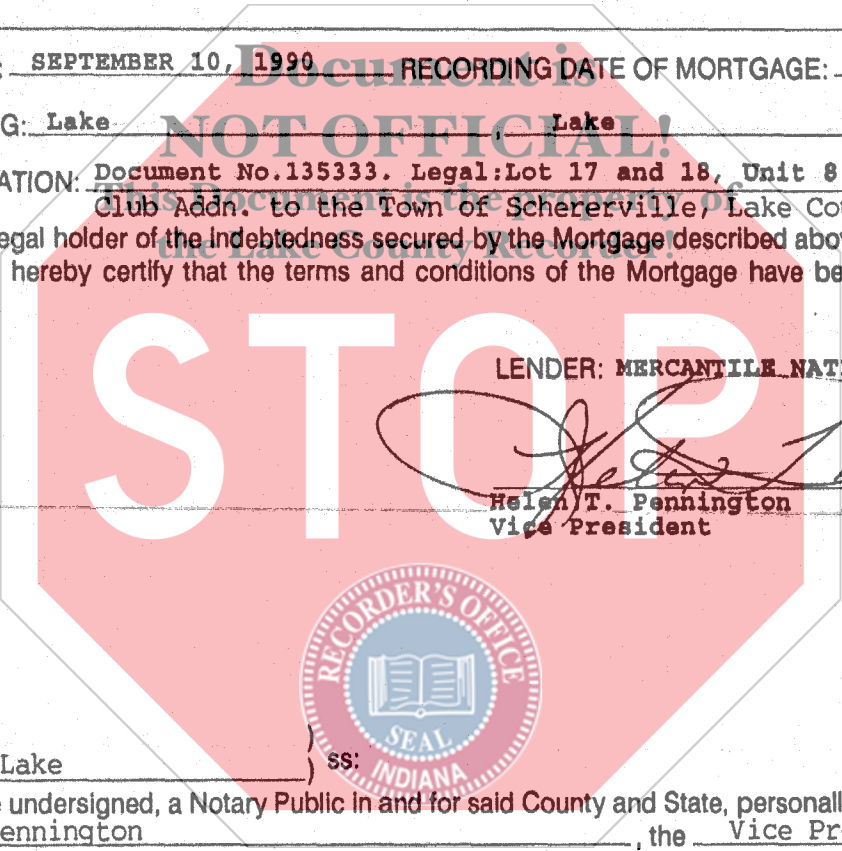 : SEPTEMBER 10, 1990 RECORDING DATE OF MORTGAGE:
Document is
G: Lake , Lake
NOT OFFICIAL!
ATION: Document No.135333. Legal:Lot 17 and 18, Unit 8
This Document is the property of
Club Addn. to the Town of Schererville, Lake Cou
egal holder of the indebtedness secured by the Mortgage described abov
the Lake County Recorder!
hereby certify that the terms and conditions of the Mortgage have be
STOP
LENDER: MERCANTILE NATI
Helen T. Pennington
Vice President
RECORDER'S OFFICE
SEAL
INDIANA
Lake ) ss:
e undersigned, a Notary Public in and for said County and State, personall
ennington , the Vice Pr